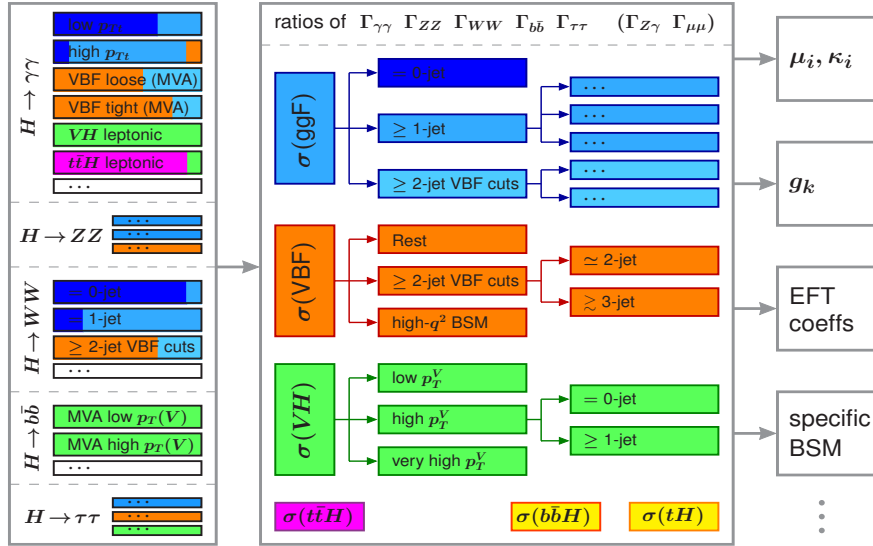 H → γγ
low p_Tt
high p_Tt
VBF loose (MVA)
VBF tight (MVA)
VH leptonic
tt̄H leptonic
...
H → ZZ
...
...
...
H → WW
= 0-jet
= 1-jet
≥ 2-jet VBF cuts
...
H → bb̄
MVA low p_T(V)
MVA high p_T(V)
...
H → ττ
...
...
...
ratios of Γ_γγ Γ_ZZ Γ_WW Γ_bb̄ Γ_ττ (Γ_Zγ Γ_μμ)
σ(ggF)
= 0-jet
≥ 1-jet
≥ 2-jet VBF cuts
...
...
...
...
...
σ(VBF)
Rest
≥ 2-jet VBF cuts
high-q² BSM
≃ 2-jet
≳ 3-jet
σ(VH)
low p_T^V
high p_T^V
very high p_T^V
= 0-jet
≥ 1-jet
σ(tt̄H)
σ(bb̄H)
σ(tH)
μ_i, κ_i
g_k
EFT
coeffs
specific
BSM
⋮